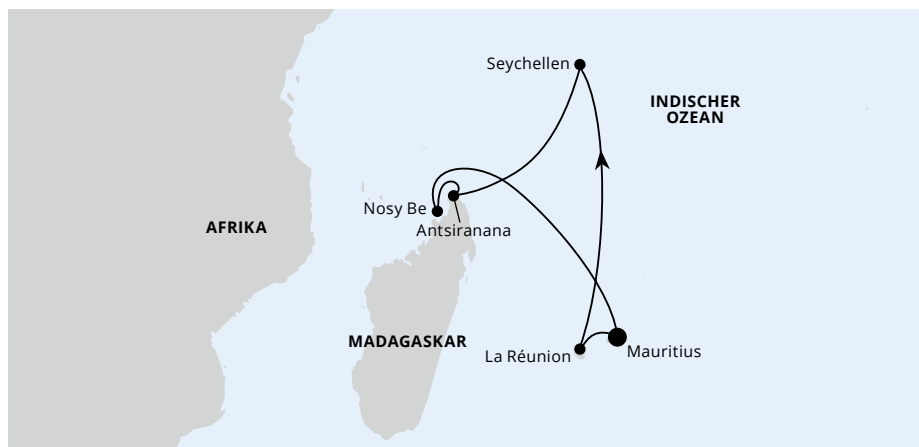 Seychellen
INDISCHER
OZEAN
Nosy Be
AFRIKA
Antsiranana
MADAGASKAR
La Réunion
Mauritius